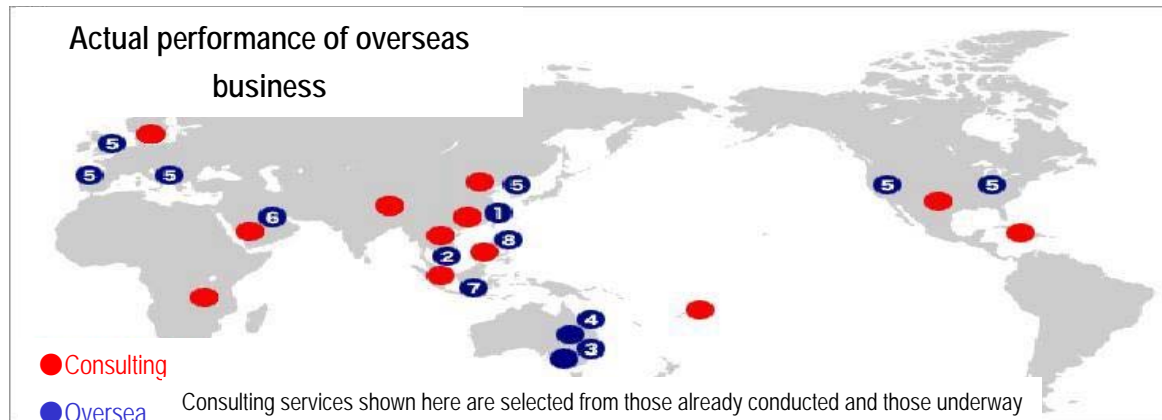 Actual performance of overseas
business
5
5
5
5
5
5
6
1
8
2
7
4
3
Consulting
Oversea
Consulting services shown here are selected from those already conducted and those underway